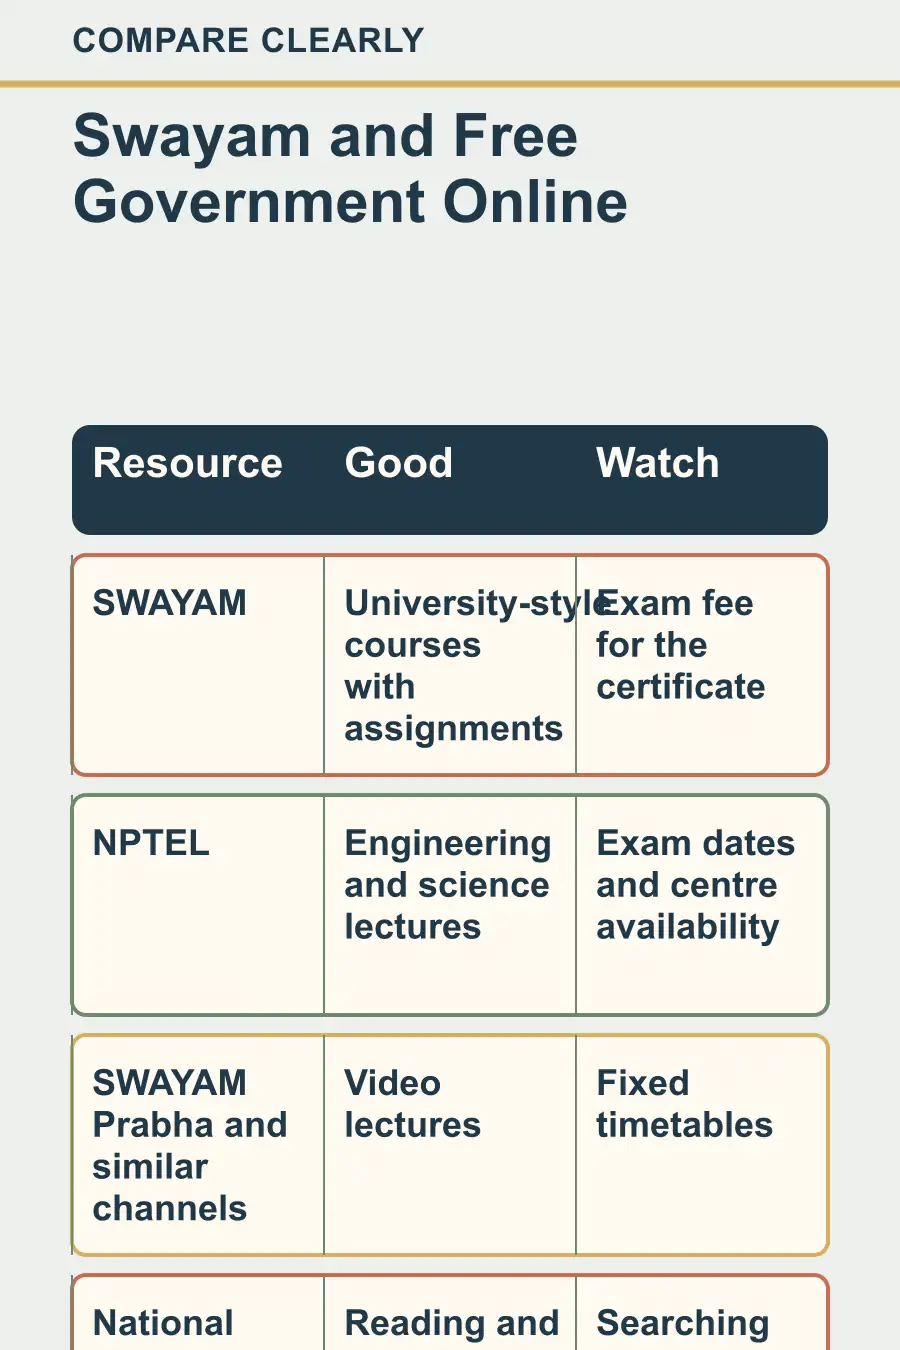 COMPARE CLEARLY
Swayam and Free
Government Online
Resource Good Watch
SWAYAM
University-style
courses
with
assignments
Exam fee
for the
certificate
NPTEL
Engineering
and science
lectures
Exam dates
and centre
availability
SWAYAM
Prabha and
similar
channels
Video
lectures
Fixed
timetables
National
Reading and
Searching